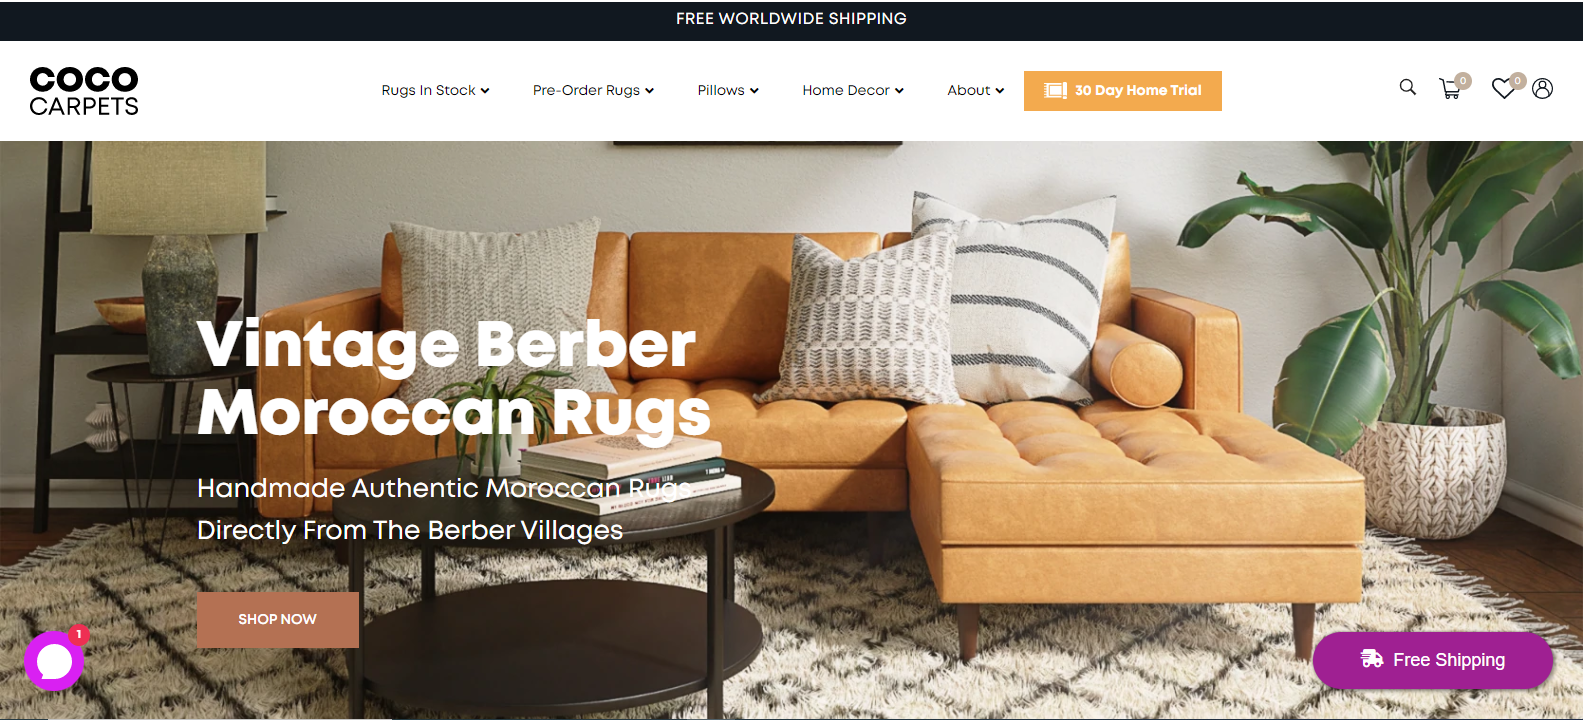 FREE WORLDWIDE SHIPPING
COCO
CARPETS
Rugs In Stock
Pre-Order Rugs
Pillows
Home Decor
About
30 Day Home Trial
0
0
Vintage Berber
Moroccan Rugs
Handmade Authentic Moroccan Rugs
Directly From The Berber Villages
SHOP NOW
1
Free Shipping